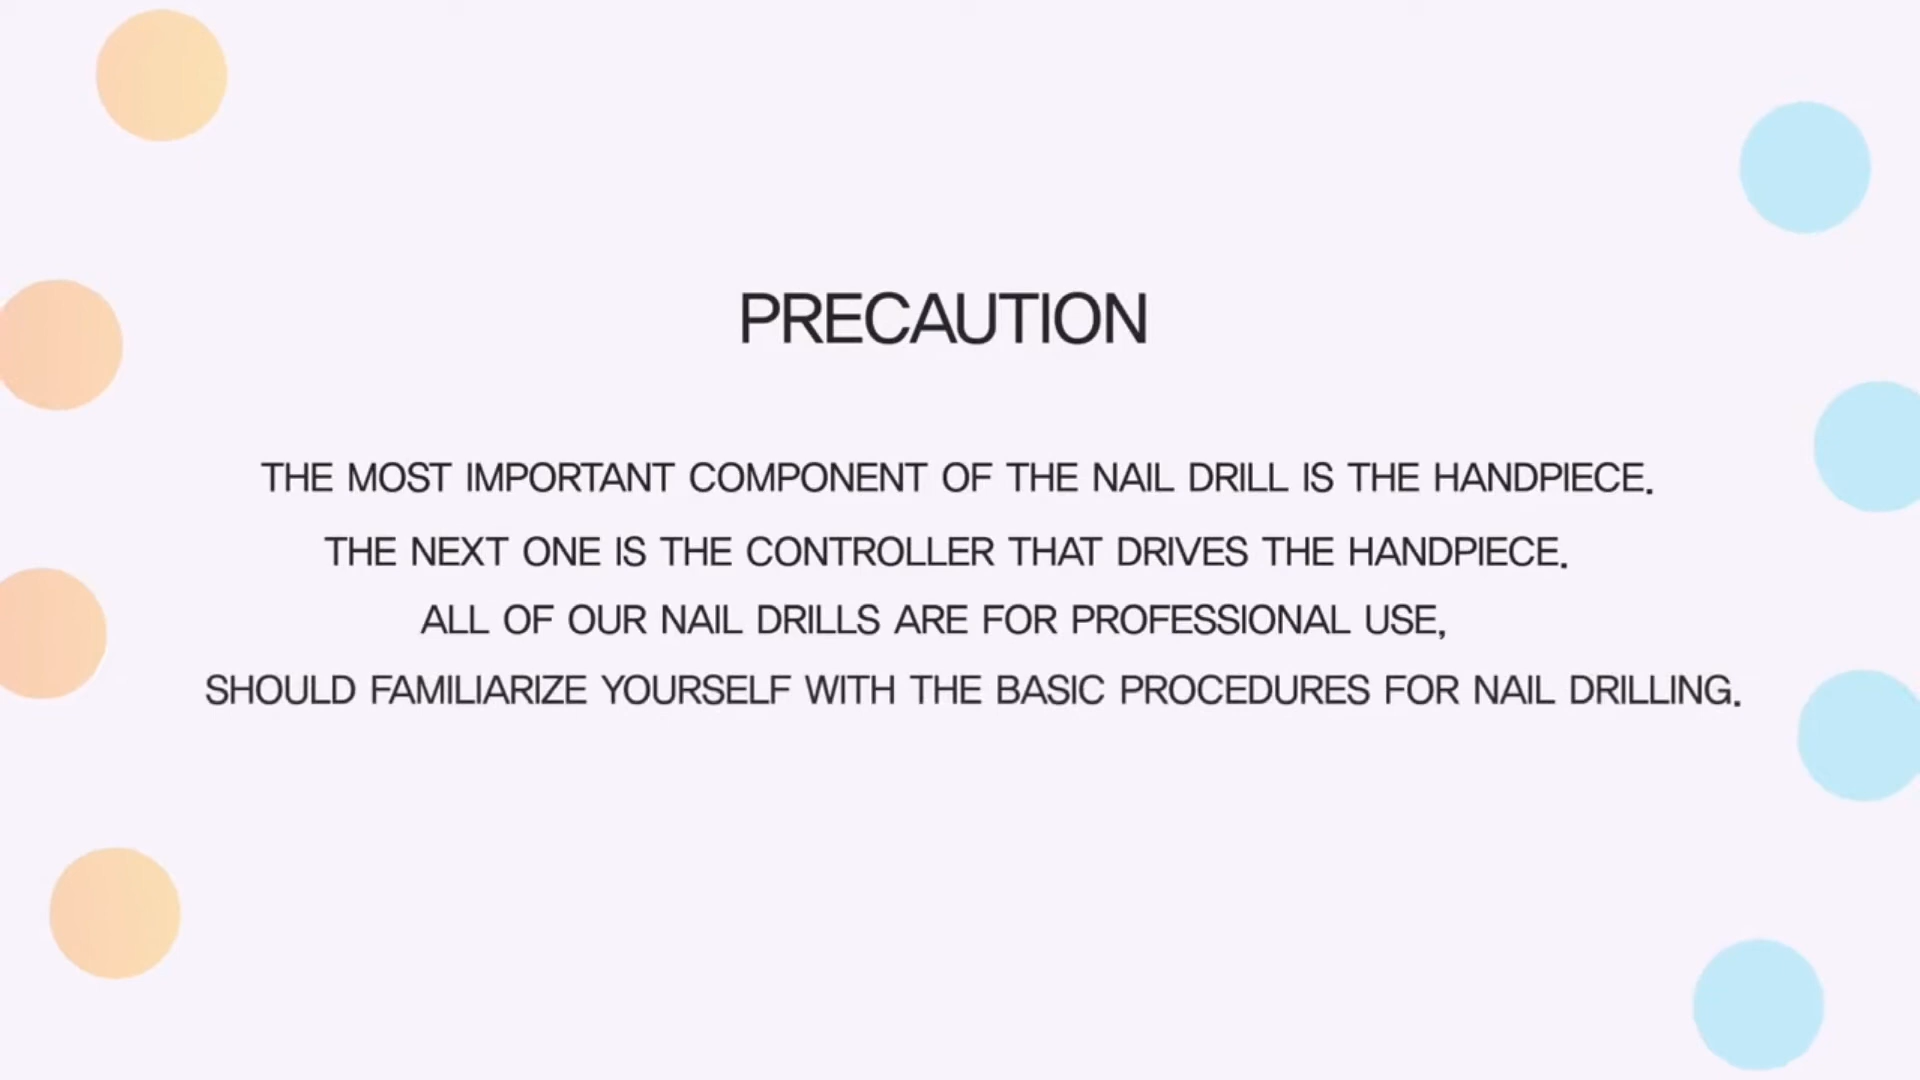 PRECAUTION
THE MOST IMPORTANT COMPONENT OF THE NAIL DRILL IS THE HANDPIECE.
THE NEXT ONE IS THE CONTROLLER THAT DRIVES THE HANDPIECE.
ALL OF OUR NAIL DRILLS ARE FOR PROFESSIONAL USE,
SHOULD FAMILIARIZE YOURSELF WITH THE BASIC PROCEDURES FOR NAIL DRILLING.